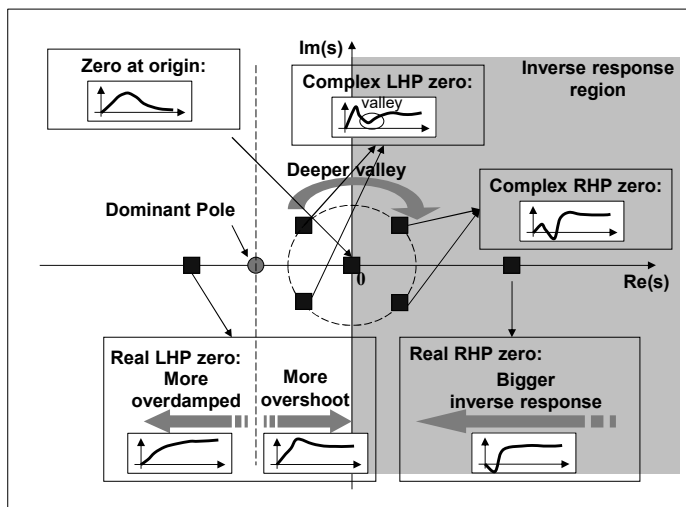 Im(s)
Zero at origin:
Complex LHP zero:
valley
Inverse response
region
Deeper valley
Complex RHP zero:
Dominant Pole
0
Re(s)
Real LHP zero:
More
overdamped
More
overshoot
Real RHP zero:
Bigger
inverse response